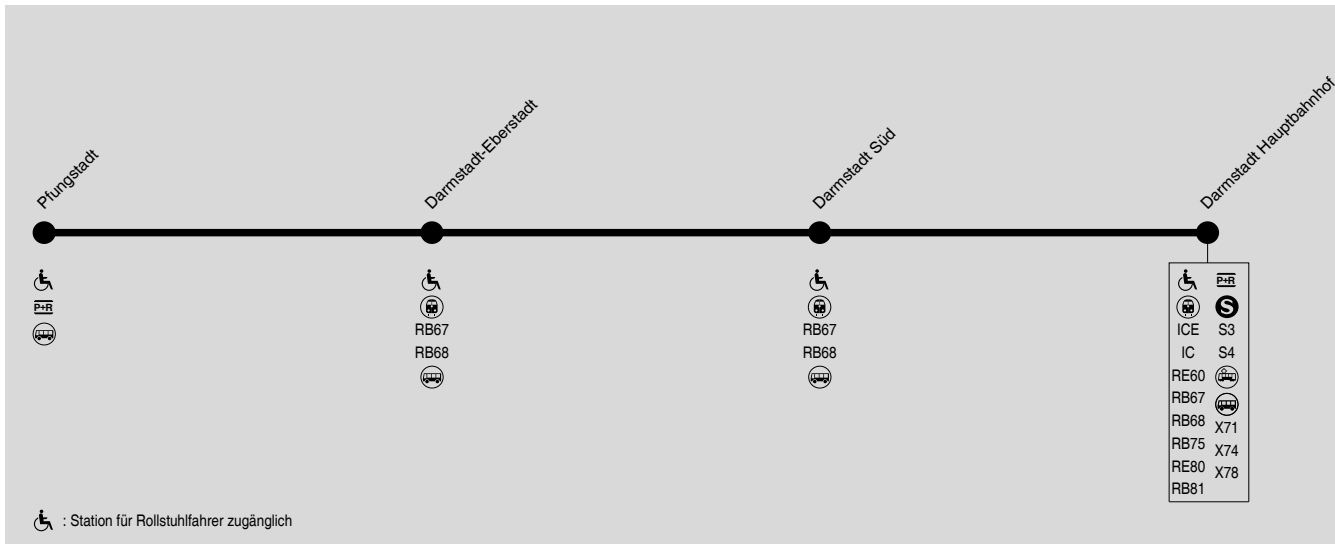 Pfungstadt
Darmstadt-Eberstadt
Darmstadt Süd
Darmstadt Hauptbahnhof
P+R
RB67
RB68
RB67
RB68
P+R
S
ICE S3
IC S4
RE60
RB67
RB68 X71
RB75 X74
RE80 X78
RB81
: Station für Rollstuhlfahrer zugänglich